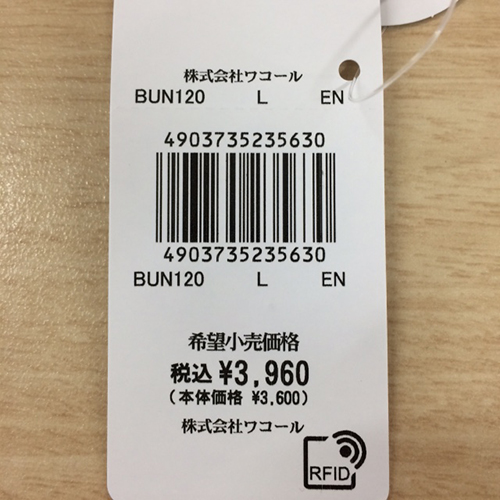 株式会社ワコール
BUN120 L EN
4903735235630
4903735235630
BUN120 L EN
希望小売価格
税込 ¥3,960
(本体価格 ¥3,600)
株式会社ワコール
RFID